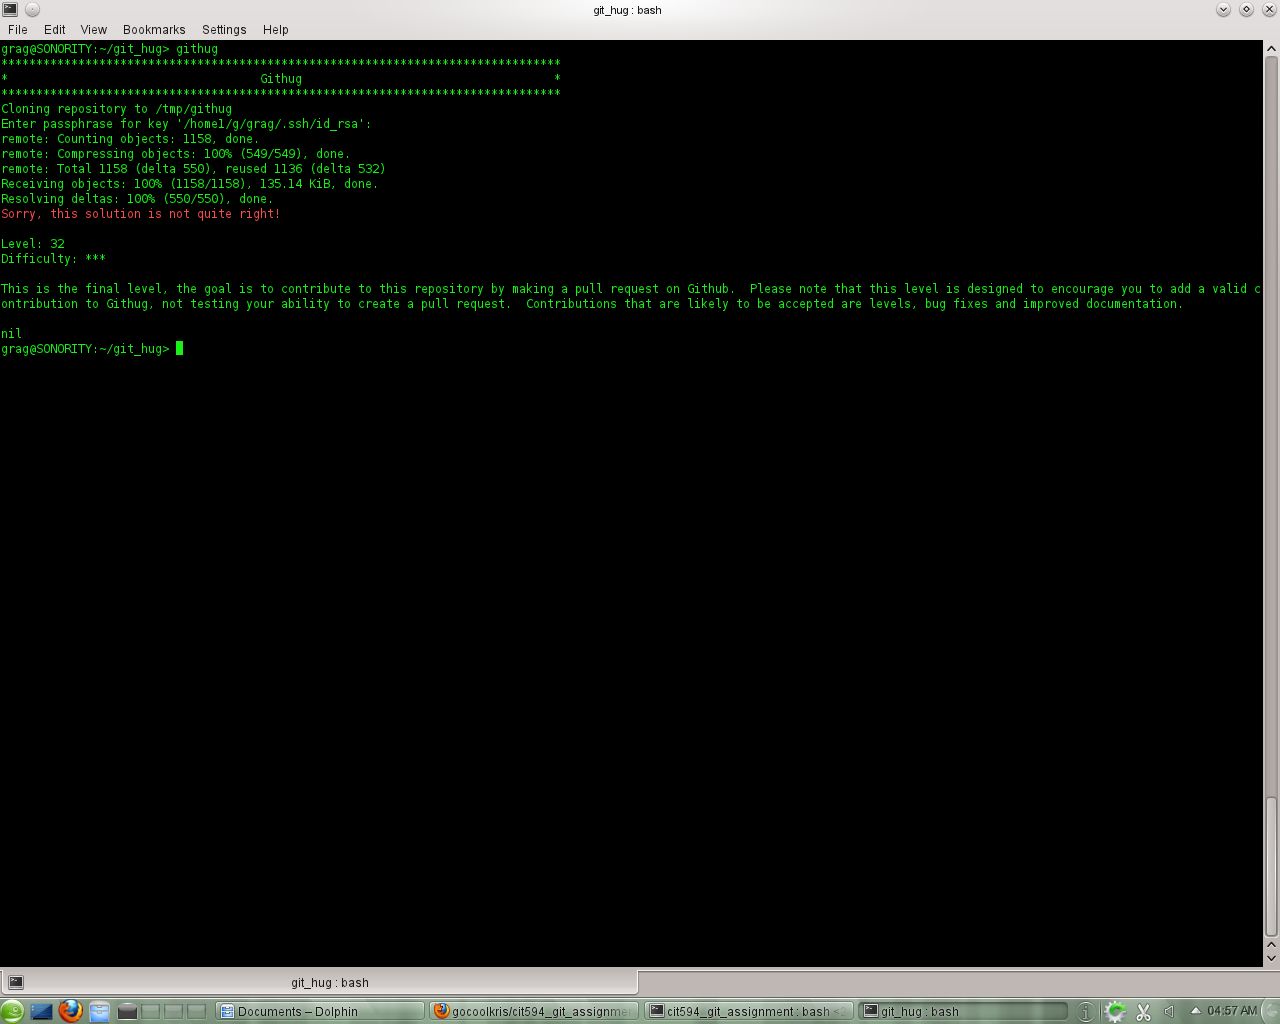 git_hug : bash
File Edit View Bookmarks Settings Help
grag@SONORITY:~/git_hug> githug
********************************************************************************
* Githug *
********************************************************************************
Cloning repository to /tmp/githug
Enter passphrase for key '/home1/g/grag/.ssh/id_rsa':
remote: Counting objects: 1158, done.
remote: Compressing objects: 100% (549/549), done.
remote: Total 1158 (delta 550), reused 1136 (delta 532)
Receiving objects: 100% (1158/1158), 135.14 KiB, done.
Resolving deltas: 100% (550/550), done.
Sorry, this solution is not quite right!
Level: 32
Difficulty: ***
This is the final level, the goal is to contribute to this repository by making a pull request on Github.  Please note that this level is designed to encourage you to add a valid c
ontribution to Githug, not testing your ability to create a pull request.  Contributions that are likely to be accepted are levels, bug fixes and improved documentation.
nil
grag@SONORITY:~/git_hug>
git_hug : bash
Documents – Dolphin
gocoolkris/cit594_git_assignme
cit594_git_assignment : bash <2
git_hug : bash
04:57 AM